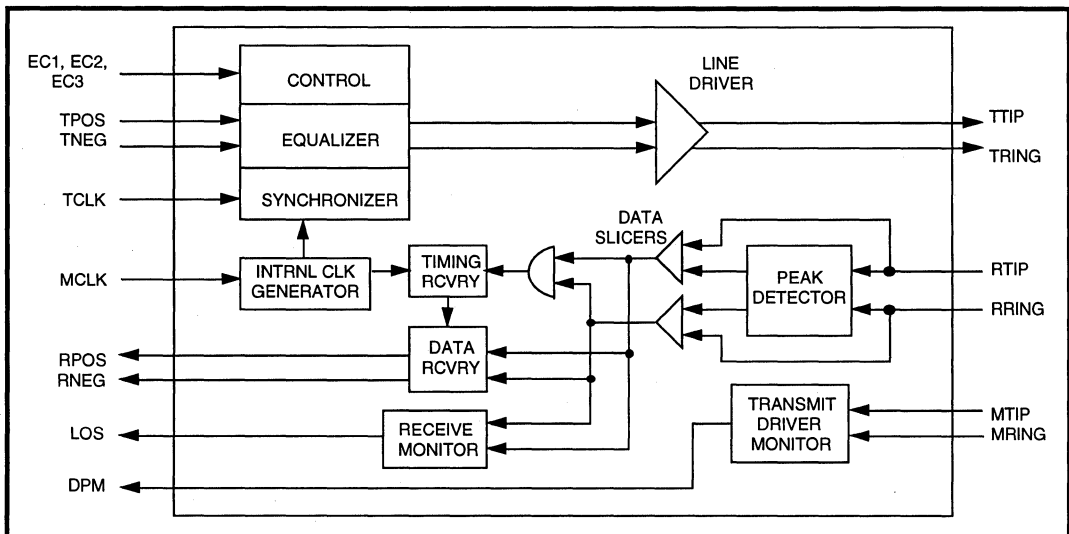 EC1, EC2,
EC3
TPOS
TNEG
TCLK
MCLK
RPOS
RNEG
LOS
DPM
CONTROL
EQUALIZER
SYNCHRONIZER
INTRNL CLK
GENERATOR
TIMING
RCVRY
DATA
RCVRY
RECEIVE
MONITOR
LINE
DRIVER
DATA
SLICERS
PEAK
DETECTOR
TRANSMIT
DRIVER
MONITOR
TTIP
TRING
RTIP
RRING
MTIP
MRING